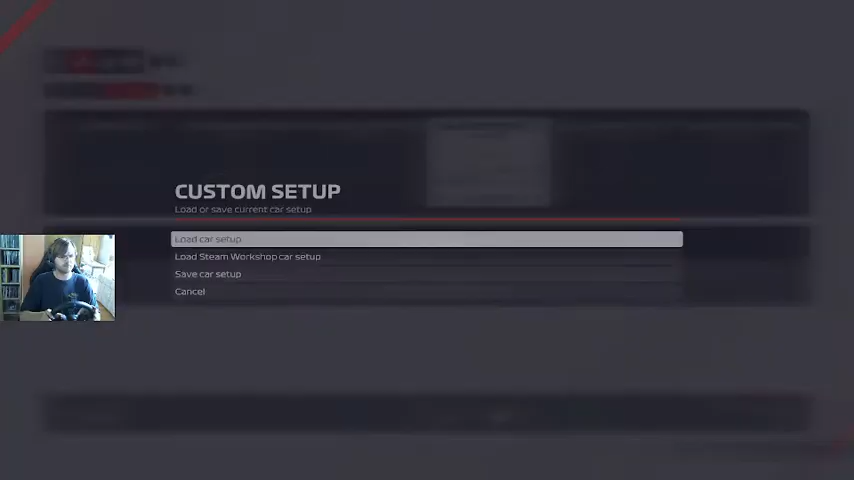 CUSTOM SETUP
Load or save current car setup
Load car setup
Load Steam Workshop car setup
Save car setup
Cancel